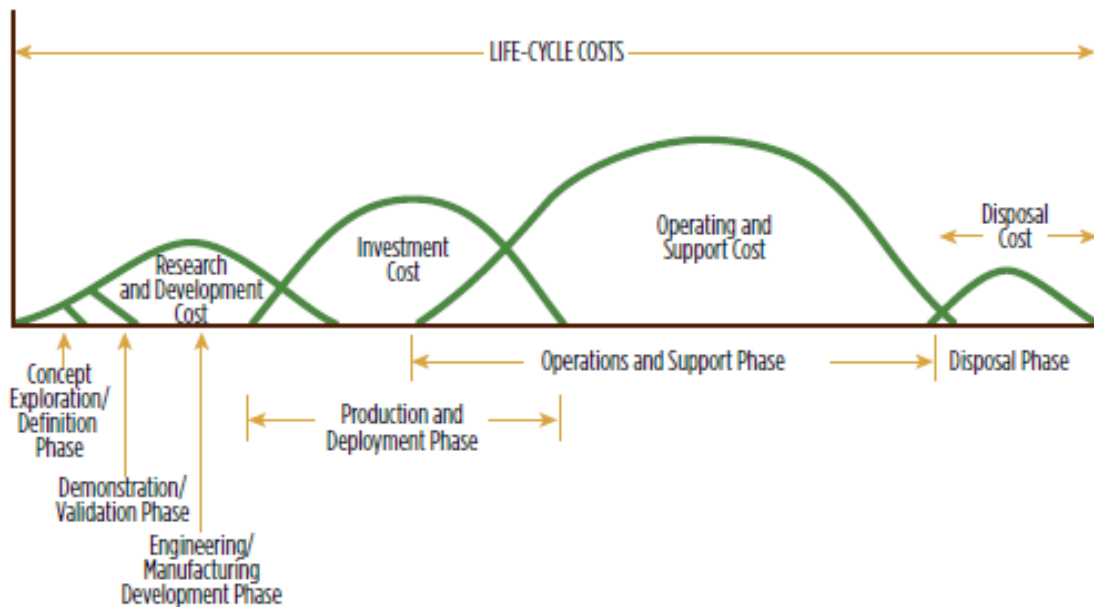 LIFE-CYCLE COSTS
Research
and Development
Cost
Investment
Cost
Operating and
Support Cost
Disposal
Cost
Concept
Exploration/
Definition
Phase
Demonstration/
Validation Phase
Engineering/
Manufacturing
Development Phase
Production and
Deployment Phase
Operations and Support Phase
Disposal Phase